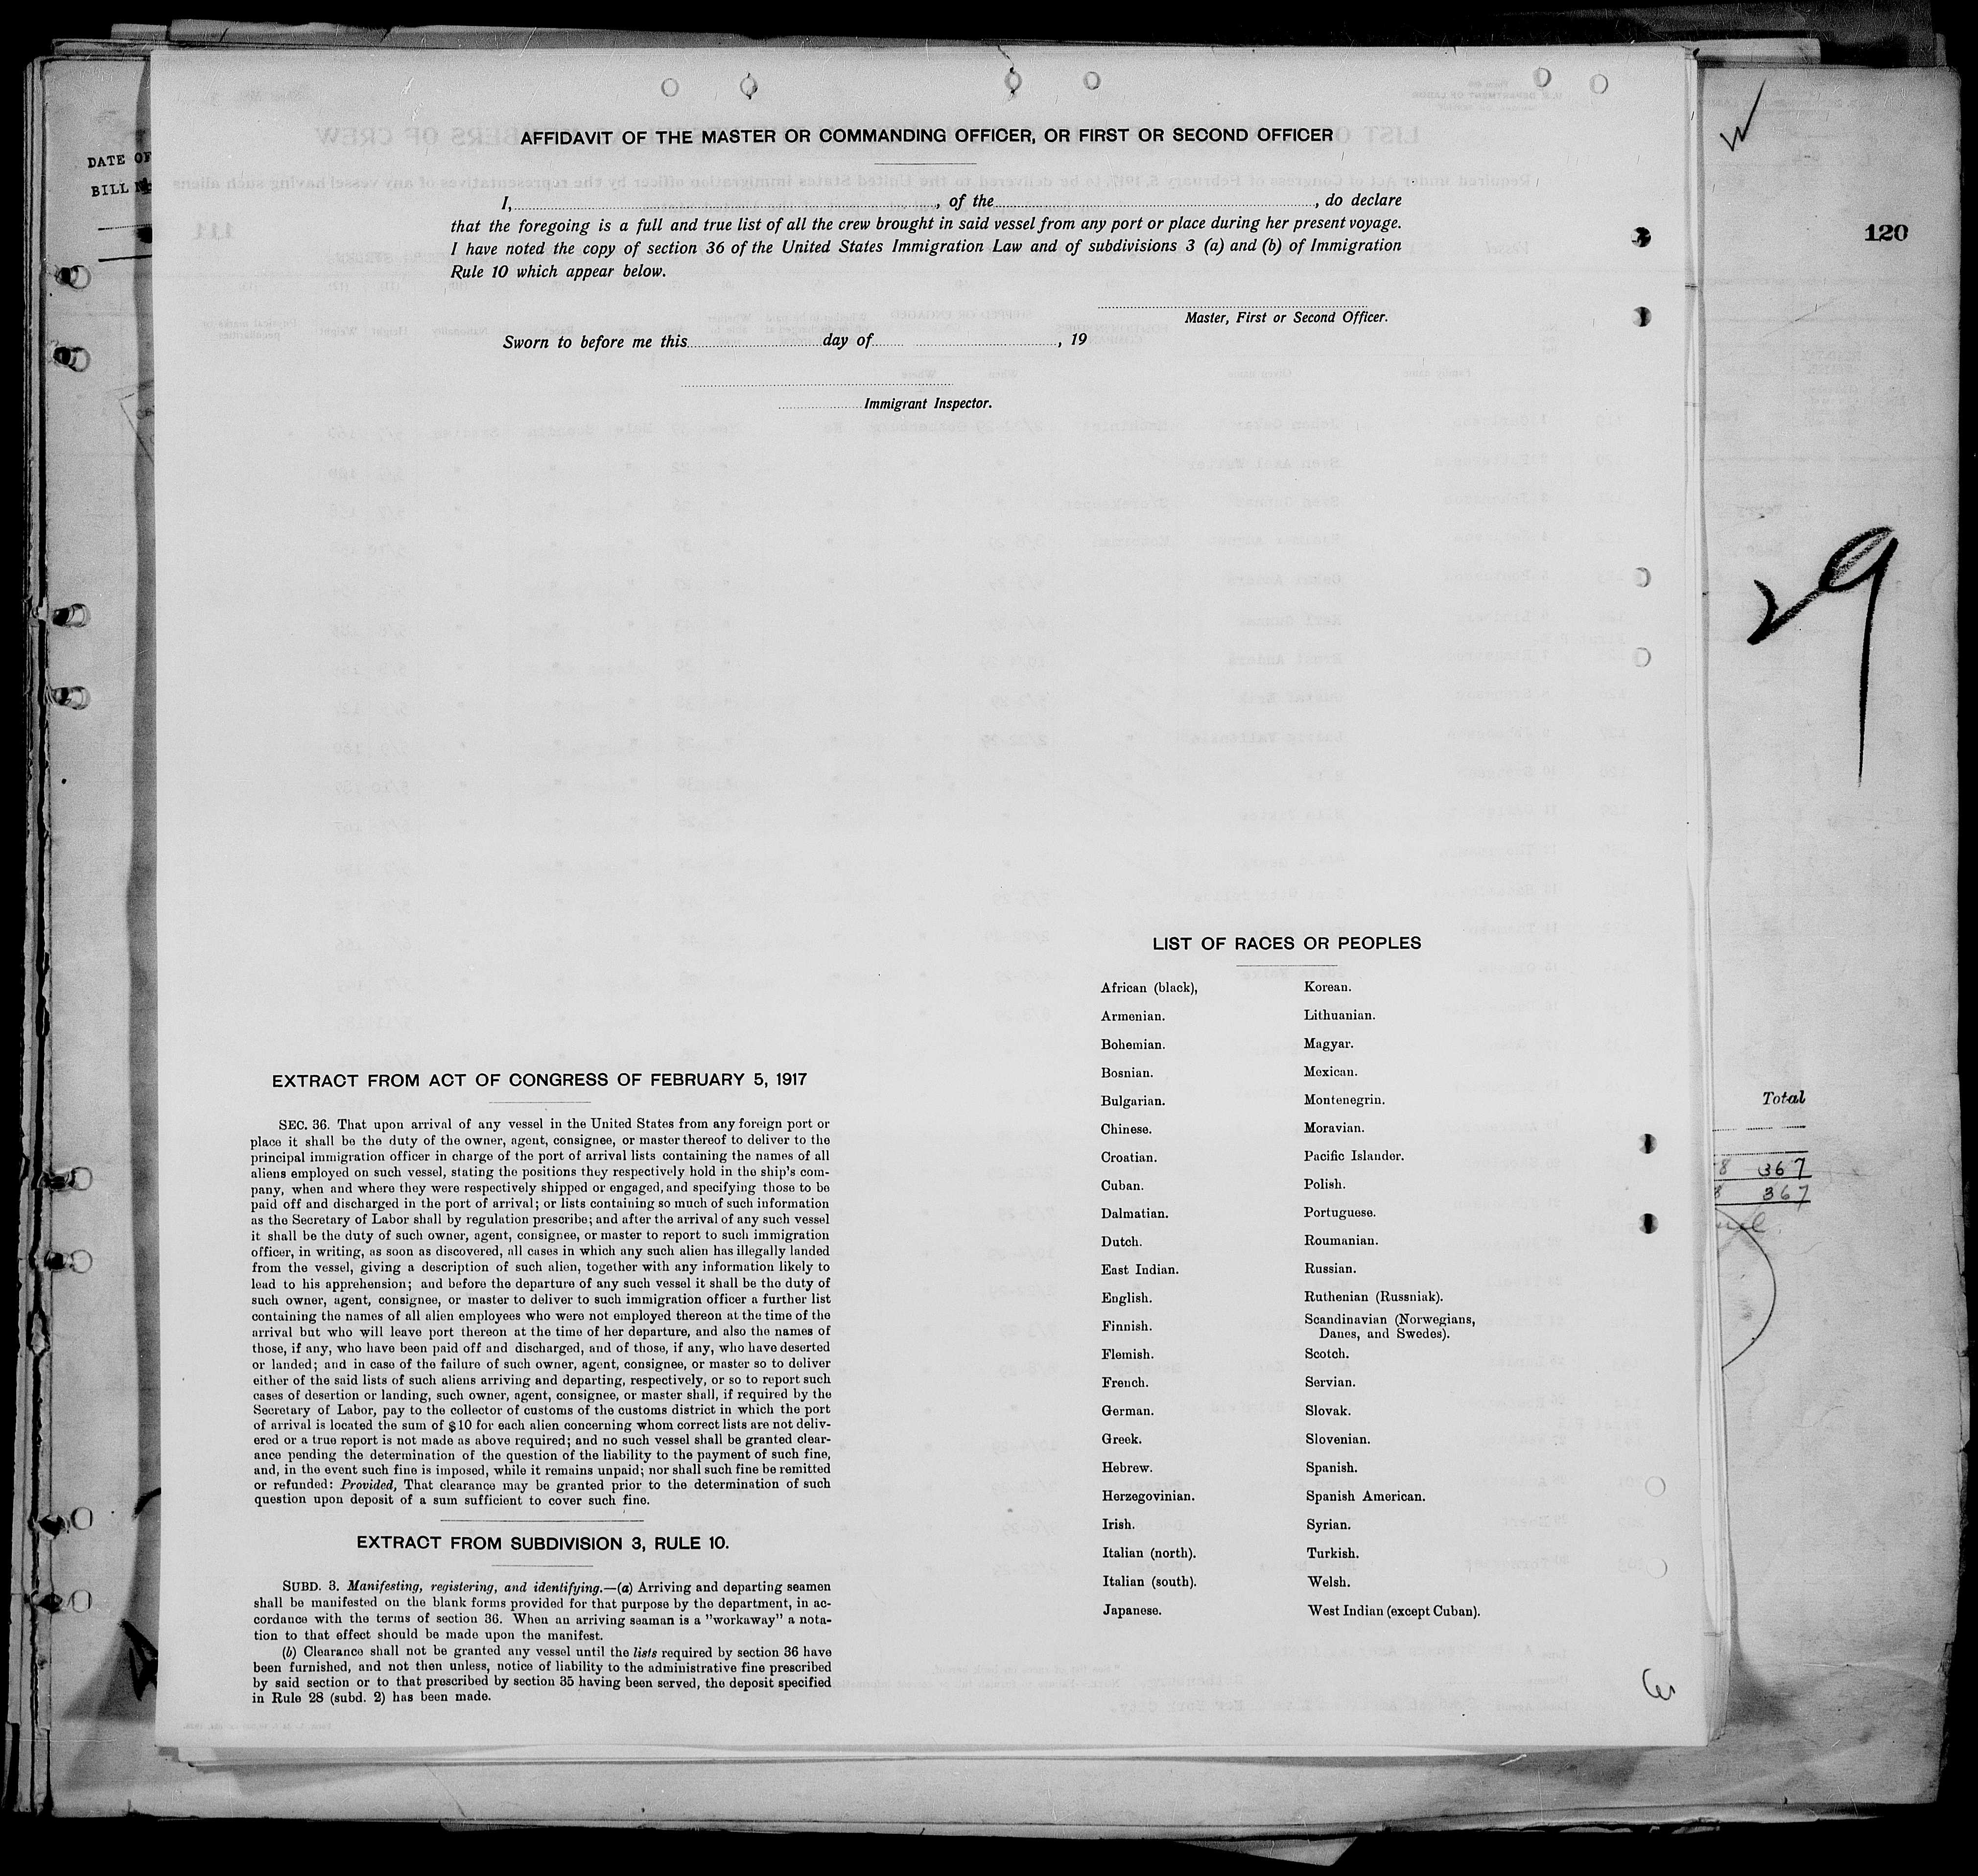 DATE OF
BILL
AFFIDAVIT OF THE MASTER OR COMMANDING OFFICER, OR FIRST OR SECOND OFFICER
I, , of the , do declare
that the foregoing is a full and true list of all the crew brought in said vessel from any port or place during her present voyage.
I have noted the copy of section 36 of the United States Immigration Law and of subdivisions 3 (a) and (b) of Immigration
Rule 10 which appear below.
Master, First or Second Officer.
Sworn to before me this day of , 19
Immigrant Inspector.
120
29
LIST OF RACES OR PEOPLES
African (black),
Armenian.
Bohemian.
Bosnian.
Bulgarian.
Chinese.
Croatian.
Cuban.
Dalmatian.
Dutch.
East Indian.
English.
Finnish.
Flemish.
French.
German.
Greek.
Hebrew.
Herzegovinian.
Irish.
Italian (north).
Italian (south).
Japanese.
Korean.
Lithuanian.
Magyar.
Mexican.
Montenegrin.
Moravian.
Pacific Islander.
Polish.
Portuguese.
Roumanian.
Russian.
Ruthenian (Russniak).
Scandinavian (Norwegians,
Danes, and Swedes).
Scotch.
Servian.
Slovak.
Slovenian.
Spanish.
Spanish American.
Syrian.
Turkish.
Welsh.
West Indian (except Cuban).
EXTRACT FROM ACT OF CONGRESS OF FEBRUARY 5, 1917
SEC. 36. That upon arrival of any vessel in the United States from any foreign port or
place it shall be the duty of the owner, agent, consignee, or master thereof to deliver to the
principal immigration officer in charge of the port of arrival lists containing the names of all
aliens employed on such vessel, stating the positions they respectively hold in the ship's com-
pany, when and where they were respectively shipped or engaged, and specifying those to be
paid off and discharged in the port of arrival; or lists containing so much of such information
as the Secretary of Labor shall by regulation prescribe; and after the arrival of any such vessel
it shall be the duty of such owner, agent, consignee, or master to report to such immigration
officer, in writing, as soon as discovered, all cases in which any such alien has illegally landed
from the vessel, giving a description of such alien, together with any information likely to
lead to his apprehension; and before the departure of any such vessel it shall be the duty of
such owner, agent, consignee, or master to deliver to such immigration officer a further list
containing the names of all alien employees who were not employed thereon at the time of the
arrival but who will leave port thereon at the time of her departure, and also the names of
those, if any, who have been paid off and discharged, and of those, if any, who have deserted
or landed; and in case of the failure of such owner, agent, consignee, or master so to deliver
either of the said lists of such aliens arriving and departing, respectively, or so to report such
cases of desertion or landing, such owner, agent, consignee, or master shall, if required by the
Secretary of Labor, pay to the collector of customs of the customs district in which the port
of arrival is located the sum of $10 for each alien concerning whom correct lists are not deliv-
ered or a true report is not made as above required; and no such vessel shall be granted clear-
ance pending the determination of the question of the liability to the payment of such fine,
and, in the event such fine is imposed, while it remains unpaid; nor shall such fine be remitted
or refunded: Provided, That clearance may be granted prior to the determination of such
question upon deposit of a sum sufficient to cover such fine.
EXTRACT FROM SUBDIVISION 3, RULE 10.
SUBD. 3. Manifesting, registering, and identifying.—(a) Arriving and departing seamen
shall be manifested on the blank forms provided for that purpose by the department, in ac-
cordance with the terms of section 36. When an arriving seaman is a "workaway" a nota-
tion to that effect should be made upon the manifest.
(b) Clearance shall not be granted any vessel until the lists required by section 36 have
been furnished, and not then unless, notice of liability to the administrative fine prescribed
by said section or to that prescribed by section 35 having been served, the deposit specified
in Rule 28 (subd. 2) has been made.
Total
8 367
8 367